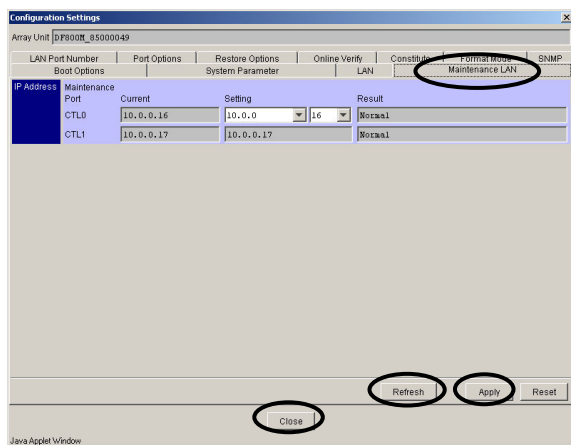 Configuration Settings
Array Unit DF800M_85000049
LAN Port Number Port Options Restore Options Online Verify Constitute Format Mode SNMP
Boot Options System Parameter LAN Maintenance LAN
IP Address Maintenance
Port Current Setting Result
CTL0 10.0.0.16 10.0.0 16 Normal
CTL1 10.0.0.17 10.0.0.17 Normal
Refresh Apply Reset
Close
Java Applet Window